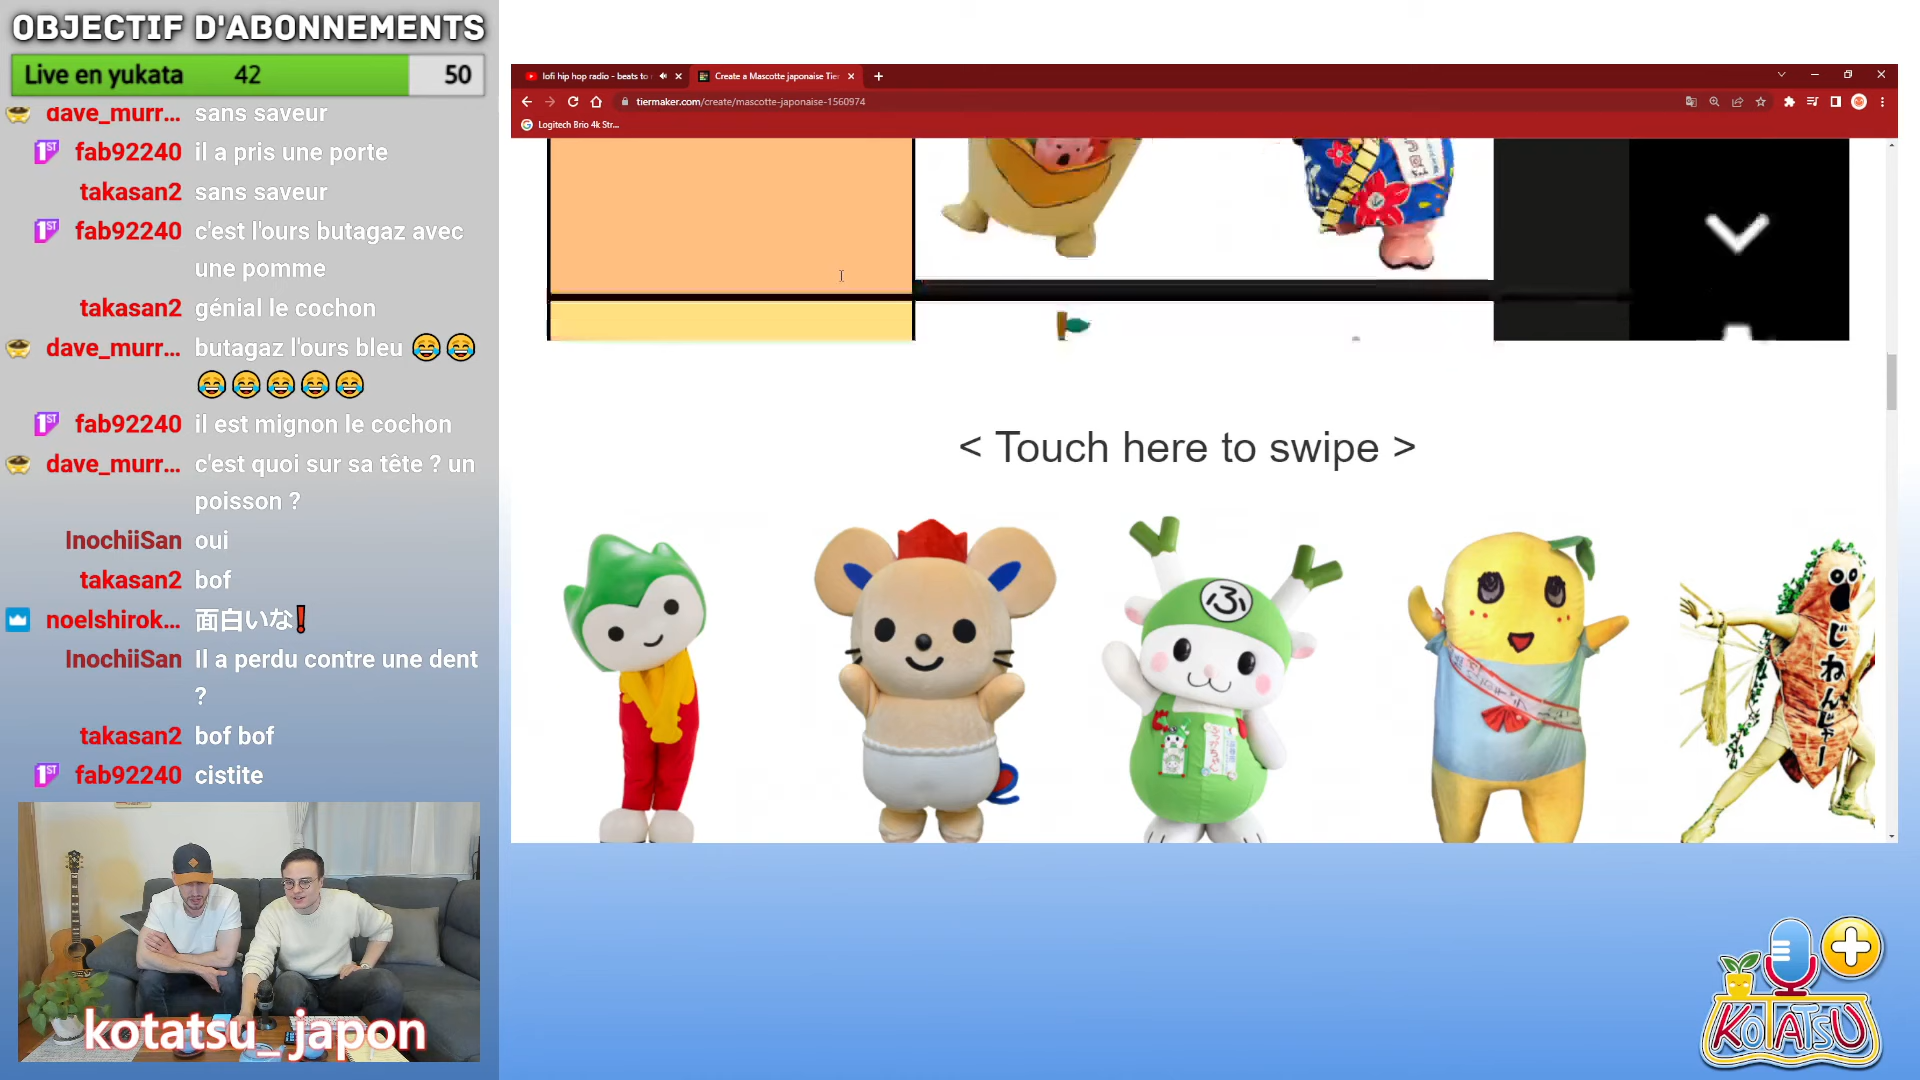 OBJECTIF D'ABONNEMENTS
Live en yukata 42 50
dave_murr... sans saveur
fab92240 il a pris une porte
takasan2 sans saveur
fab92240 c'est l'ours butagaz avec
une pomme
takasan2 génial le cochon
dave_murr... butagaz l'ours bleu 😂 😂
😂 😂 😂 😂 😂
fab92240 il est mignon le cochon
dave_murr... c'est quoi sur sa tête ? un
poisson ?
InochiiSan oui
takasan2 bof
noelshirok... 面白いな❗
InochiiSan Il a perdu contre une dent
?
takasan2 bof bof
fab92240 cistite
kotatsu_japon
lofi hip hop radio - beats to
Create a Mascotte japonaise Tier
tiermaker.com/create/mascotte-japonaise-1560974
Logitech Brio 4k Str...
< Touch here to swipe >
ふ
じねんじゃー
KOTATSU